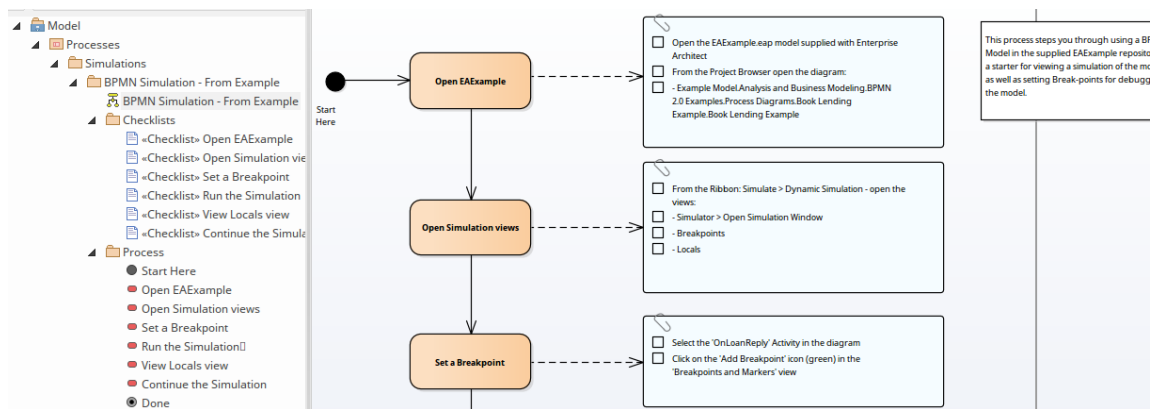 Model
Processes
Simulations
BPMN Simulation - From Example
BPMN Simulation - From Example
Checklists
«Checklist» Open EAExample
«Checklist» Open Simulation vie
«Checklist» Set a Breakpoint
«Checklist» Run the Simulation
«Checklist» View Locals view
«Checklist» Continue the Simula
Process
Start Here
Open EAExample
Open Simulation views
Set a Breakpoint
Run the Simulation
View Locals view
Continue the Simulation
Done
Start
Here
Open EAExample
Open the EAExample.eap model supplied with Enterprise
Architect
From the Project Browser open the diagram:
- Example Model.Analysis and Business Modeling.BPMN
2.0 Examples.Process Diagrams.Book Lending
Example.Book Lending Example
This process steps you through using a BP
Model in the supplied EAExample reposito
a starter for viewing a simulation of the mo
as well as setting Break-points for debugg
the model.
Open Simulation views
From the Ribbon: Simulate > Dynamic Simulation - open the
views:
- Simulator > Open Simulation Window
- Breakpoints
- Locals
Set a Breakpoint
Select the 'OnLoanReply' Activity in the diagram
Click on the 'Add Breakpoint' icon (green) in the
'Breakpoints and Markers' view